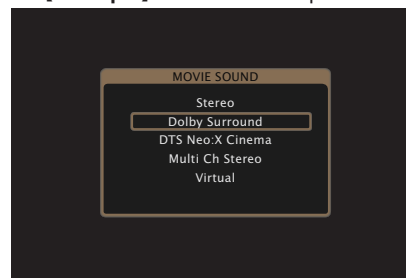 MOVIE SOUND
Stereo
Dolby Surround
DTS Neo:X Cinema
Multi Ch Stereo
Virtual